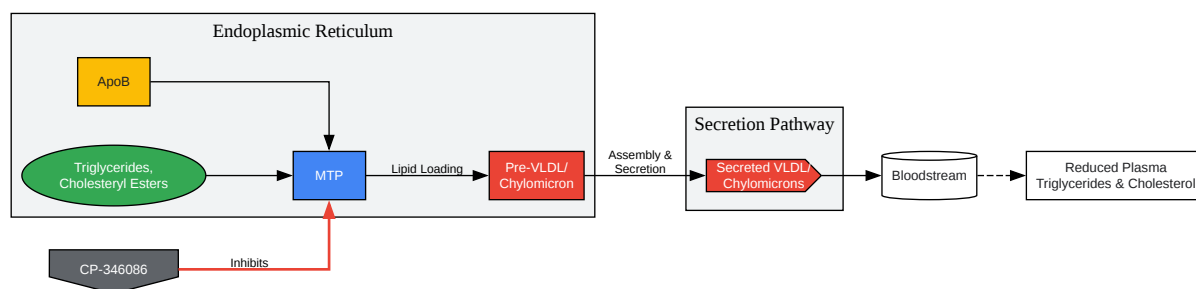 Endoplasmic Reticulum
ApoB
Triglycerides,
Cholesteryl Esters
MTP
Lipid Loading
Pre-VLDL/
Chylomicron
Assembly &
Secretion
Secretion Pathway
Secreted VLDL/
Chylomicrons
Bloodstream
Reduced Plasma
Triglycerides & Cholesterol
CP-346086
Inhibits